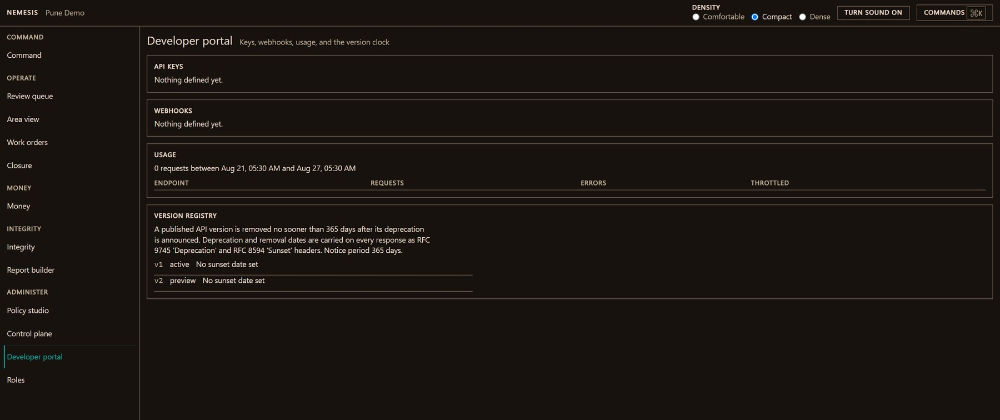 NEMESIS Pune Demo
DENSITY
Comfortable Compact Dense
TURN SOUND ON
COMMANDS ⌘K
COMMAND
Command
OPERATE
Review queue
Area view
Work orders
Closure
MONEY
Money
INTEGRITY
Integrity
Report builder
ADMINISTER
Policy studio
Control plane
Developer portal
Roles
Developer portal Keys, webhooks, usage, and the version clock
API KEYS
Nothing defined yet.
WEBHOOKS
Nothing defined yet.
USAGE
0 requests between Aug 21, 05:30 AM and Aug 27, 05:30 AM
ENDPOINT REQUESTS ERRORS THROTTLED
VERSION REGISTRY
A published API version is removed no sooner than 365 days after its deprecation
is announced. Deprecation and removal dates are carried on every response as RFC
9745 'Deprecation' and RFC 8594 'Sunset' headers. Notice period 365 days.
v1 active No sunset date set
v2 preview No sunset date set